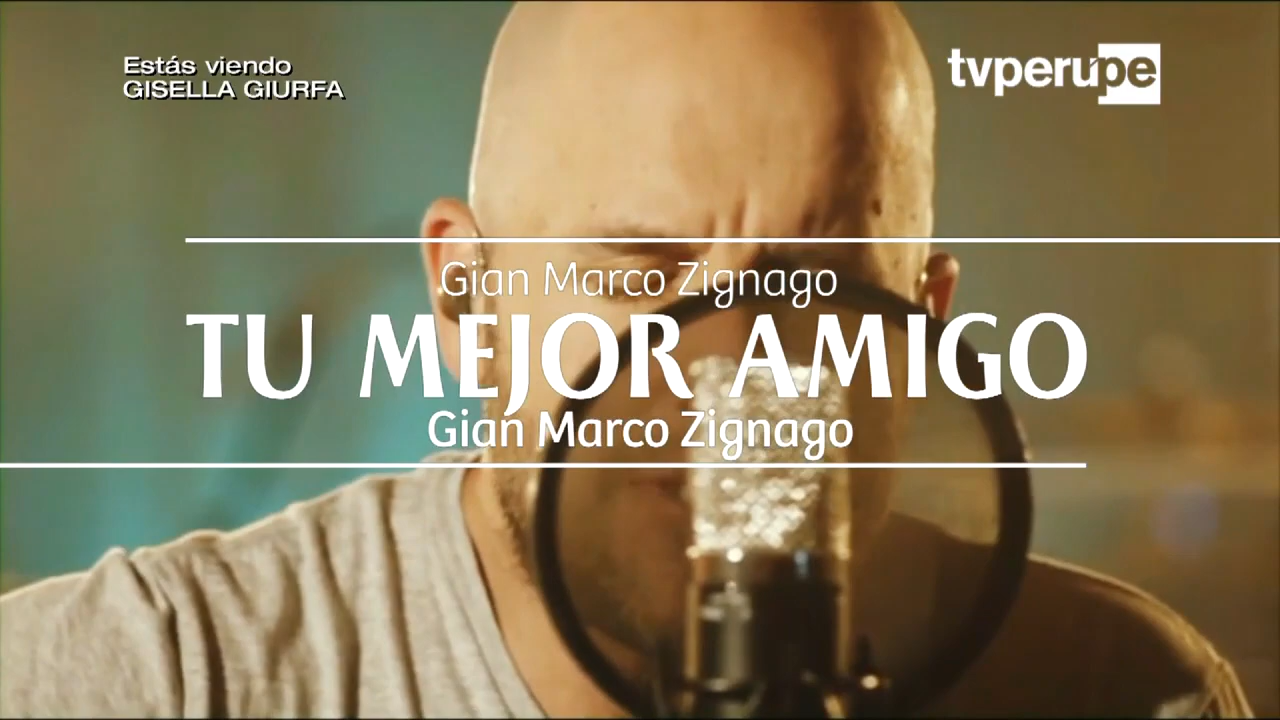 Estás viendo
GISELLA GIURFA
tvperupe
Gian Marco Zignago
TU MEJOR AMIGO
Gian Marco Zignago